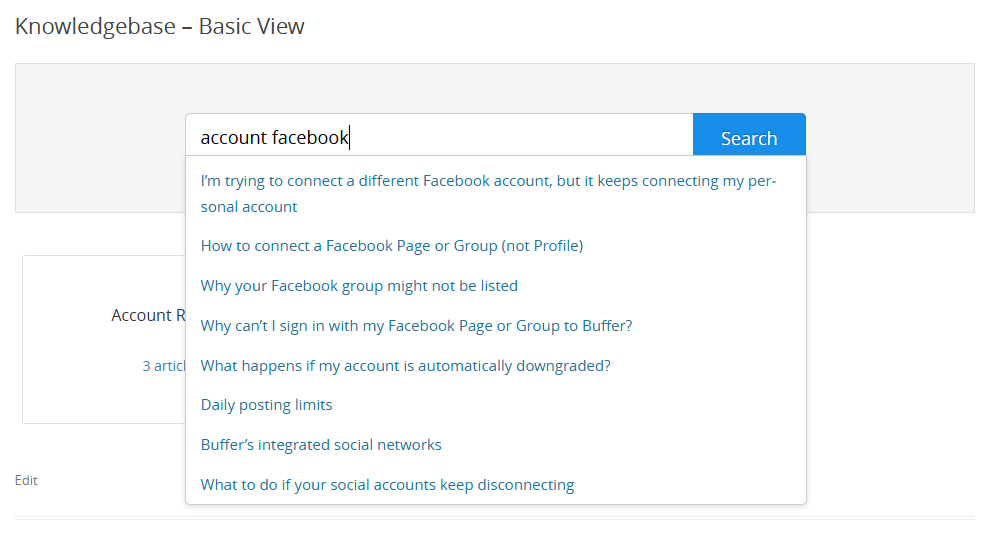 Knowledgebase – Basic View
account facebook
Search
I’m trying to connect a different Facebook account, but it keeps connecting my per-
sonal account
How to connect a Facebook Page or Group (not Profile)
Why your Facebook group might not be listed
Account R
Why can’t I sign in with my Facebook Page or Group to Buffer?
3 artic
What happens if my account is automatically downgraded?
Daily posting limits
Buffer’s integrated social networks
Edit
What to do if your social accounts keep disconnecting